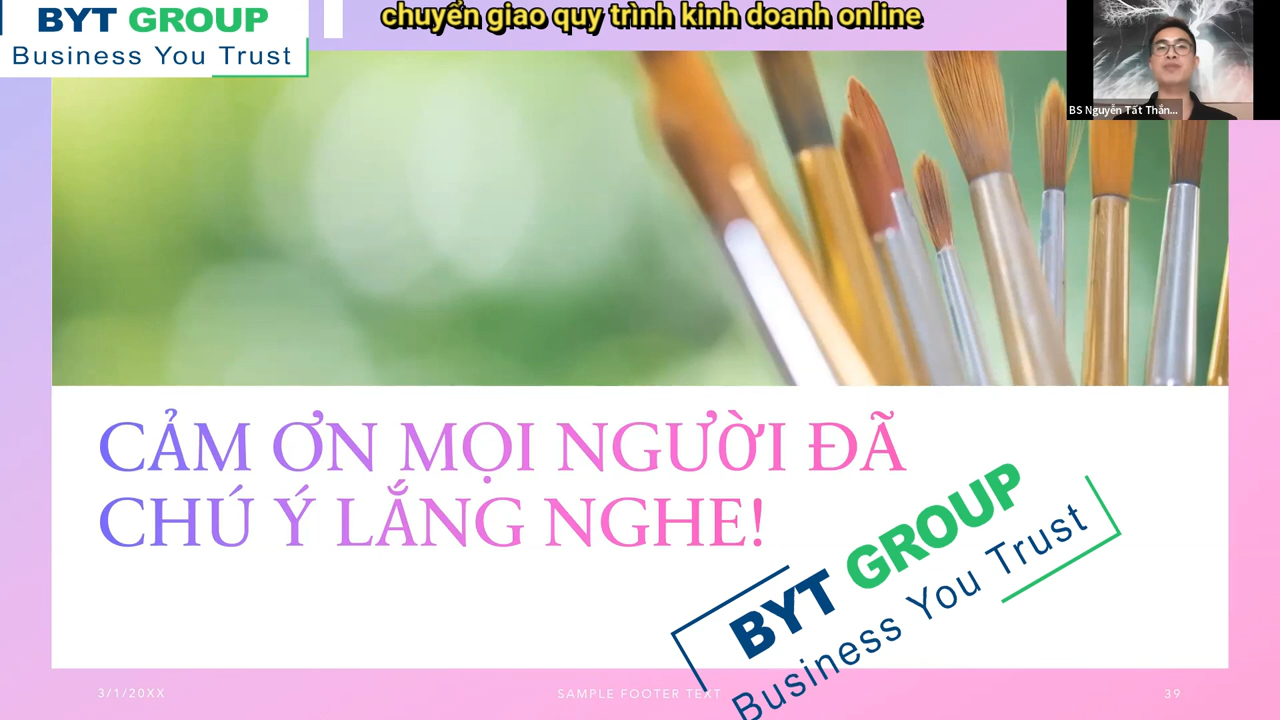 BYT GROUP
Business You Trust
chuyển giao quy trình kinh doanh online
BS Nguyễn Tất Thắn...
CẢM ƠN MỌI NGƯỜI ĐÃ
CHÚ Ý LẮNG NGHE!
BYT GROUP
Business You Trust
3/1/20XX
SAMPLE FOOTER TEXT
39